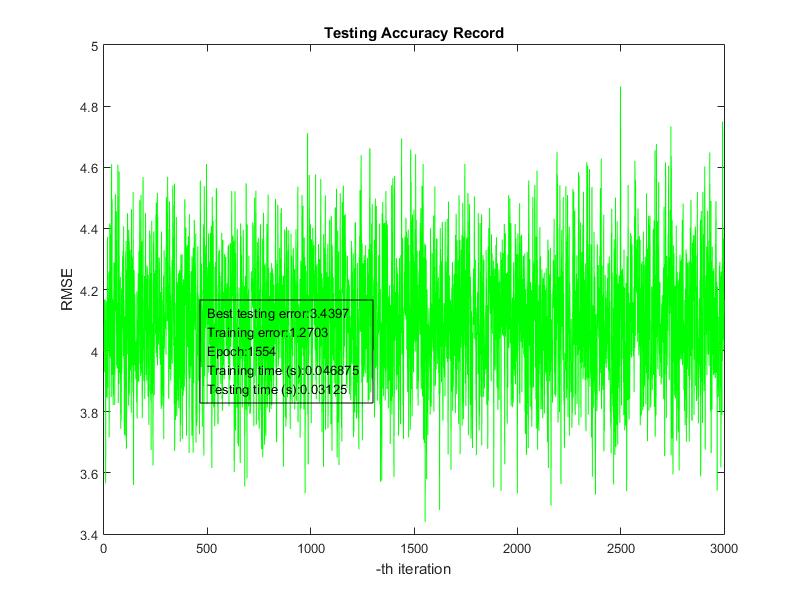 Testing Accuracy Record
5
4.8
4.6
4.4
4.2
4
3.8
3.6
3.4
RMSE
Best testing error:3.4397
Training error:1.2703
Epoch:1554
Training time (s):0.046875
Testing time (s):0.03125
0 500 1000 1500 2000 2500 3000
-th iteration